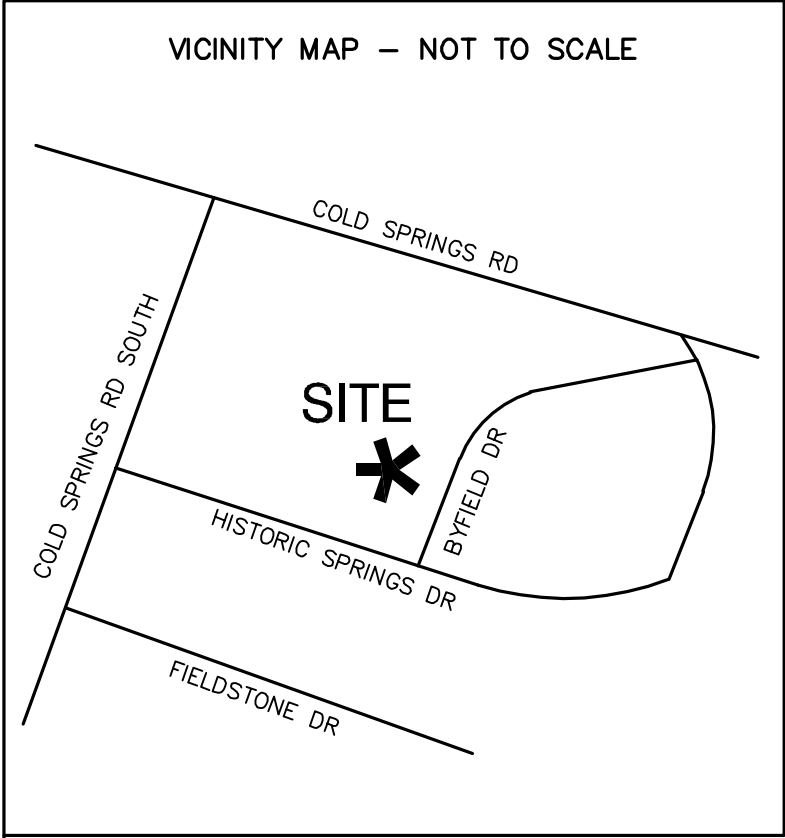 VICINITY MAP – NOT TO SCALE
COLD SPRINGS RD
COLD SPRINGS RD SOUTH
SITE
BYFIELD DR
HISTORIC SPRINGS DR
FIELDSTONE DR